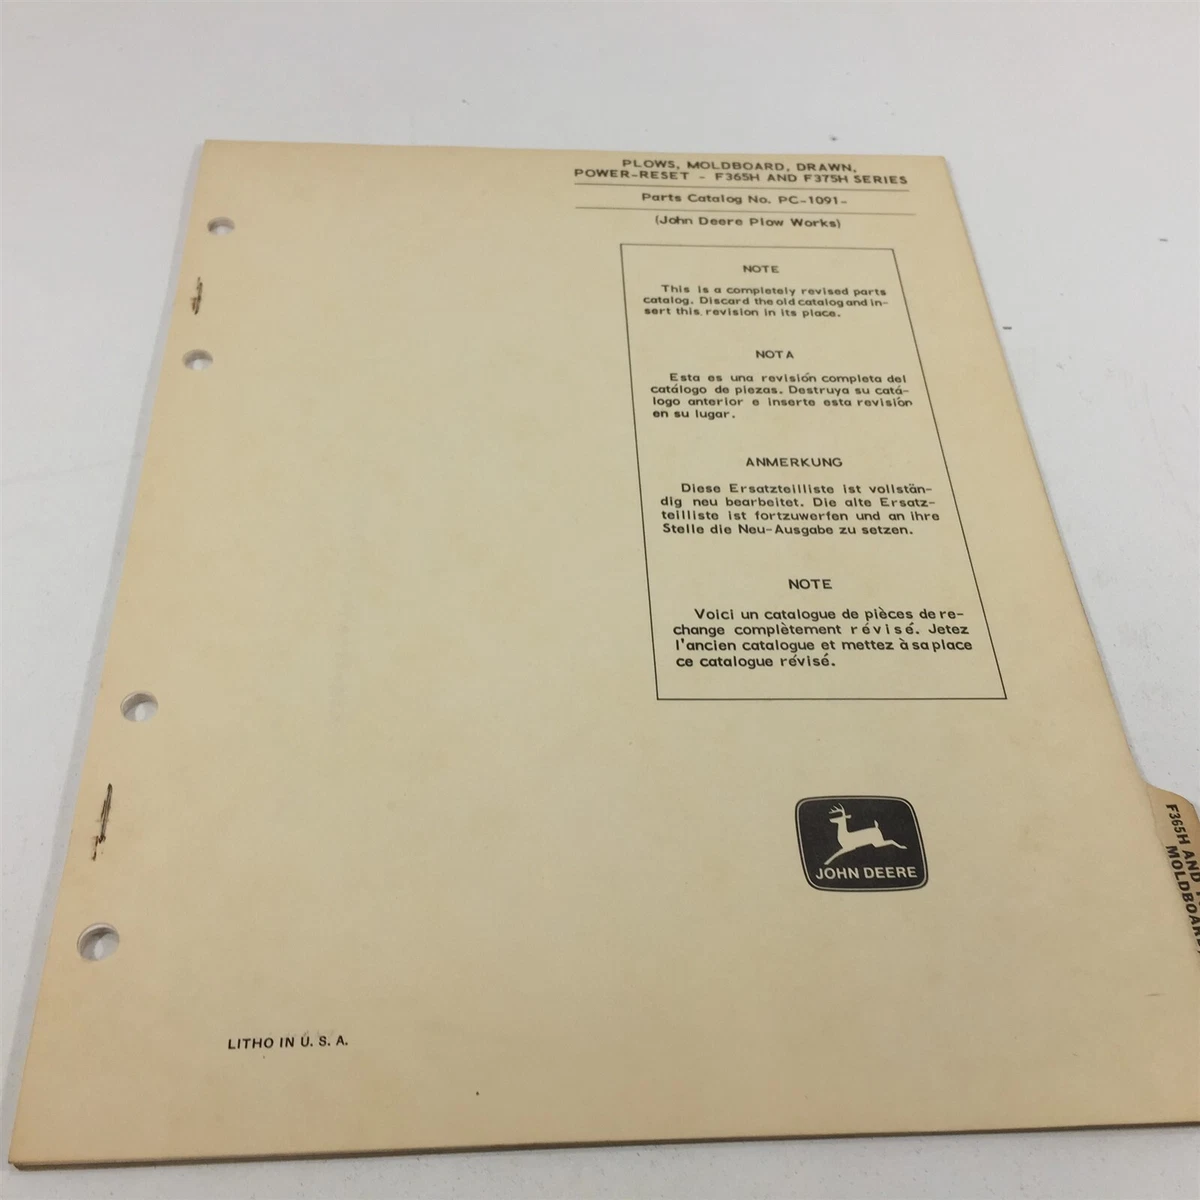 PLOWS, MOLDBOARD, DRAWN,
POWER-RESET - F365H AND F375H SERIES
Parts Catalog No. PC-1091-
(John Deere Plow Works)
NOTE
This is a completely revised parts
catalog. Discard the old catalog and in-
sert this revision in its place.
NOTA
Esta es una revisión completa del
catálogo de piezas. Destruya su catá-
logo anterior e inserte esta revisión
en su lugar.
ANMERKUNG
Diese Ersatzteilliste ist vollstän-
dig neu bearbeitet. Die alte Ersatz-
teilliste ist fortzuwerfen und an ihre
Stelle die Neu-Ausgabe zu setzen.
NOTE
Voici un catalogue de pièces de re-
change complètement révisé. Jetez
l'ancien catalogue et mettez à sa place
ce catalogue révisé.
JOHN DEERE
F365H AND
MOLDBOARD
LITHO IN U. S. A.